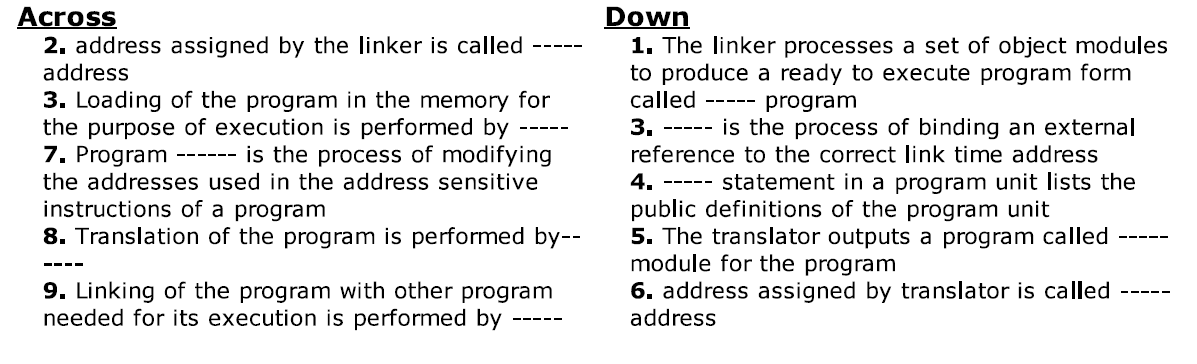 Across
2. address assigned by the linker is called -----
address
3. Loading of the program in the memory for
the purpose of execution is performed by -----
7. Program ------ is the process of modifying
the addresses used in the address sensitive
instructions of a program
8. Translation of the program is performed by--
----
9. Linking of the program with other program
needed for its execution is performed by -----
Down
1. The linker processes a set of object modules
to produce a ready to execute program form
called ----- program
3. ----- is the process of binding an external
reference to the correct link time address
4. ----- statement in a program unit lists the
public definitions of the program unit
5. The translator outputs a program called -----
module for the program
6. address assigned by translator is called -----
address